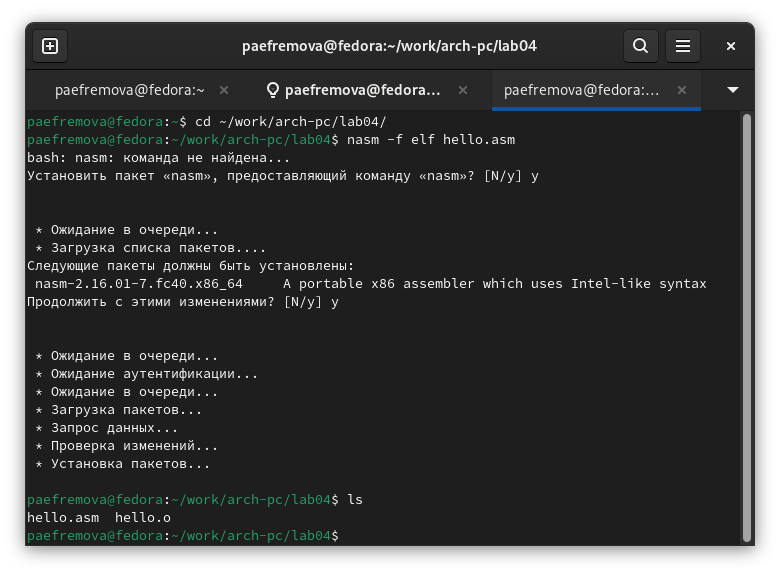 paefremova@fedora:~/work/arch-pc/lab04
paefremova@fedora:~ paefremova@fedora... paefremova@fedora:...
paefremova@fedora:~$ cd ~/work/arch-pc/lab04/
paefremova@fedora:~/work/arch-pc/lab04$ nasm -f elf hello.asm
bash: nasm: команда не найдена...
Установить пакет «nasm», предоставляющий команду «nasm»? [N/y] y
* Ожидание в очереди...
* Загрузка списка пакетов....
Следующие пакеты должны быть установлены:
nasm-2.16.01-7.fc40.x86_64 A portable x86 assembler which uses Intel-like syntax
Продолжить с этими изменениями? [N/y] y
* Ожидание в очереди...
* Ожидание аутентификации...
* Ожидание в очереди...
* Загрузка пакетов...
* Запрос данных...
* Проверка изменений...
* Установка пакетов...
paefremova@fedora:~/work/arch-pc/lab04$ ls
hello.asm hello.o
paefremova@fedora:~/work/arch-pc/lab04$